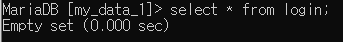 MariaDB [my_data_1]> select * from login;
Empty set (0.000 sec)